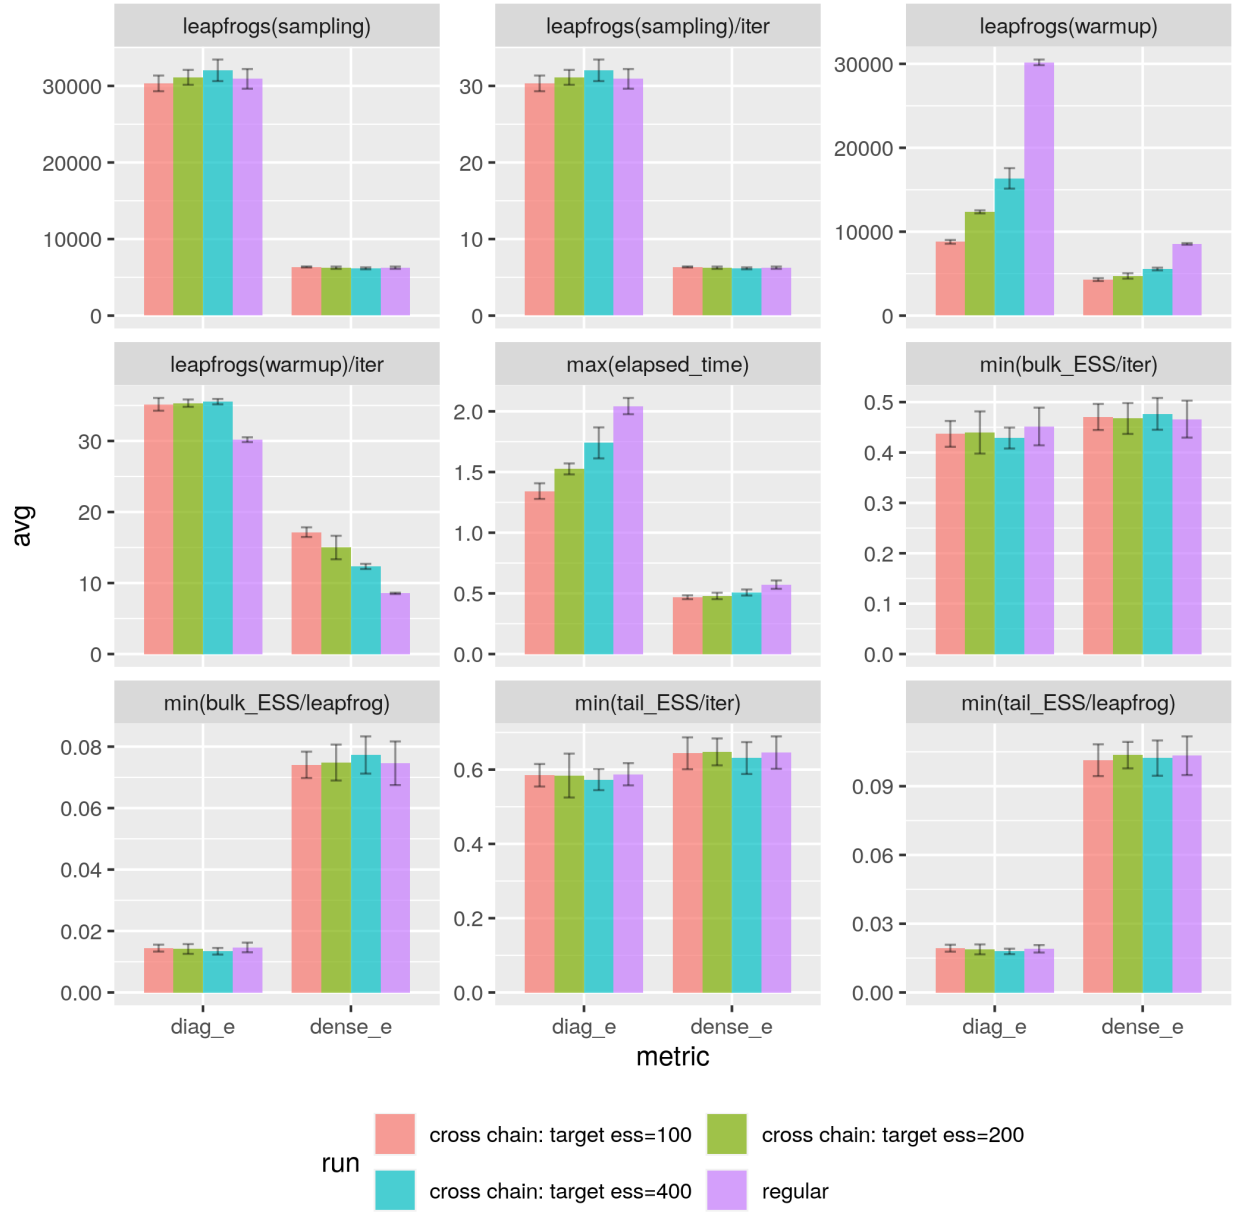 leapfrogs(sampling)
leapfrogs(sampling)/iter
leapfrogs(warmup)
30000
20000
10000
0
30
20
10
0
30000
20000
10000
0
leapfrogs(warmup)/iter
max(elapsed_time)
min(bulk_ESS/iter)
30
20
10
0
2.0
1.5
1.0
0.5
0.0
0.5
0.4
0.3
0.2
0.1
0.0
avg
min(bulk_ESS/leapfrog)
min(tail_ESS/iter)
min(tail_ESS/leapfrog)
0.08
0.06
0.04
0.02
0.00
0.6
0.4
0.2
0.0
0.09
0.06
0.03
0.00
diag_e dense_e
diag_e dense_e
diag_e dense_e
metric
run
cross chain: target ess=100
cross chain: target ess=200
cross chain: target ess=400
regular